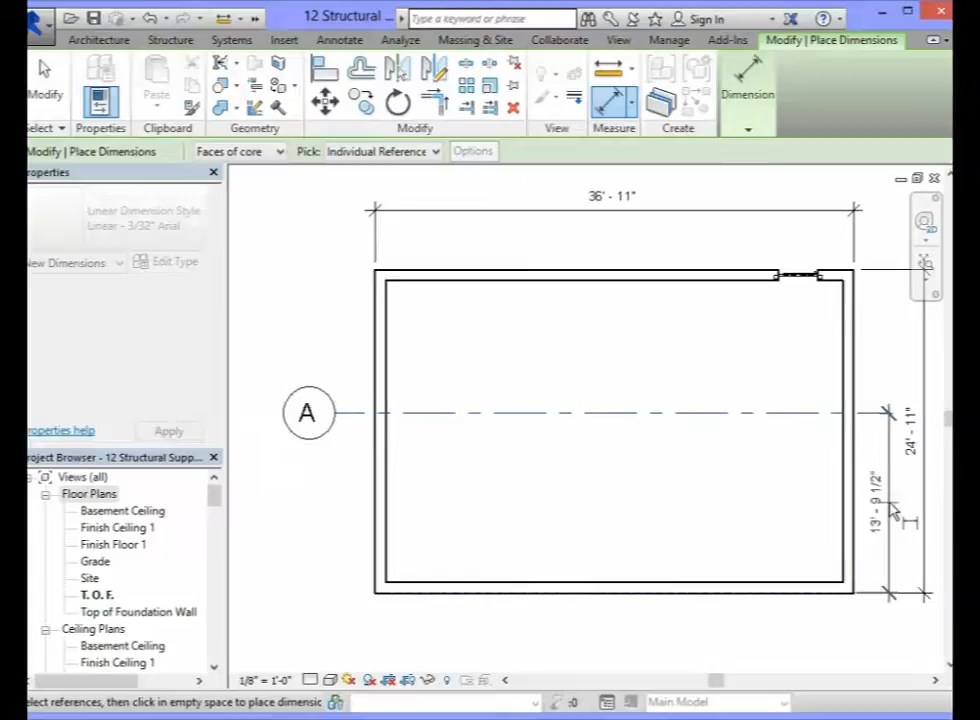 12 Structural ...
Type a keyword or phrase
Sign In
Architecture Structure Systems Insert Annotate Analyze Massing & Site Collaborate View Manage Add-Ins Modify | Place Dimensions
Modify
Paste
Dimension
elect Properties Clipboard Geometry Modify View Measure Create
Modify | Place Dimensions Faces of core Pick: Individual Reference Options
roperties
Linear Dimension Style
Linear - 3/32" Arial
New Dimensions Edit Type
roperties help Apply
roject Browser - 12 Structural Supp...
Views (all)
Floor Plans
Basement Ceiling
Finish Ceiling 1
Finish Floor 1
Grade
Site
T. O. F.
Top of Foundation Wall
Ceiling Plans
Basement Ceiling
Finish Ceiling 1
36' - 11"
2D
A
24' - 11"
13' - 9 1/2"
1/8" = 1'-0"
elect references, then click in empty space to place dimensic
:0
Main Model